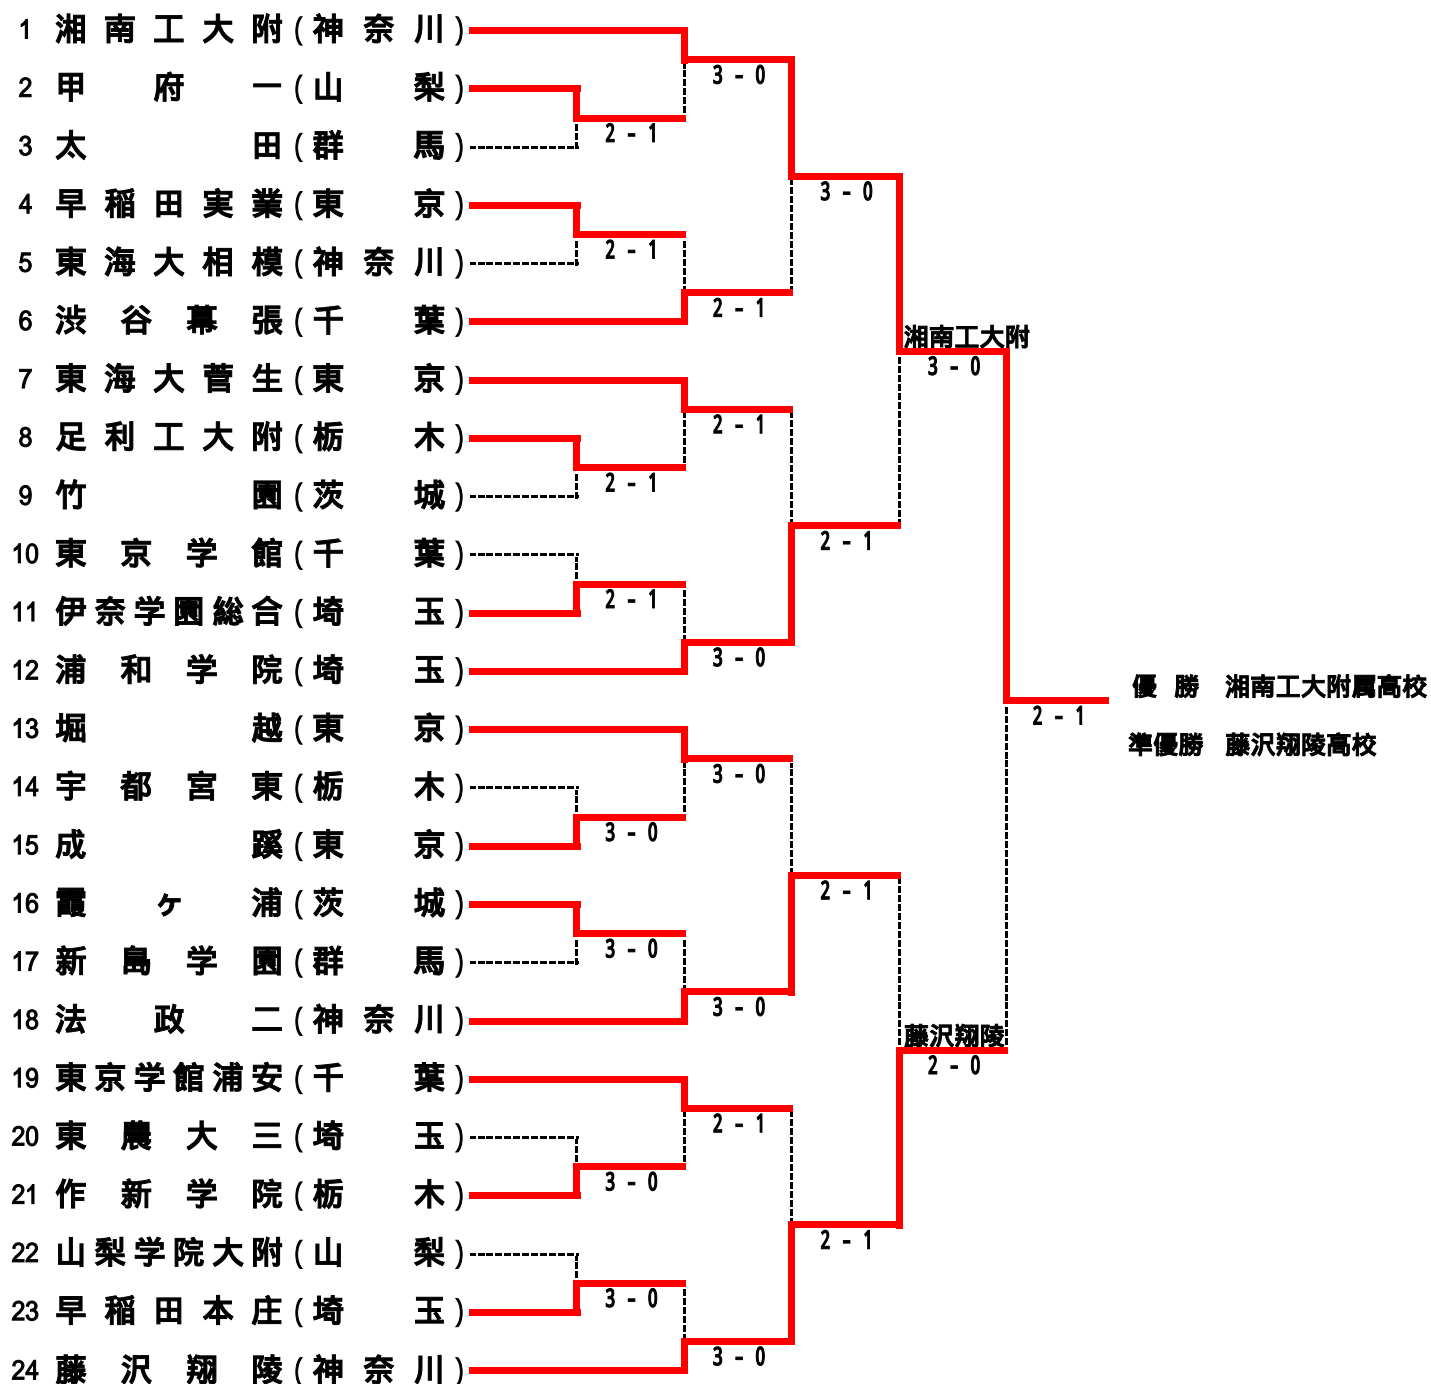 1 湘南工大附(神奈川)
3-0
2 甲府一(山梨)
2-1
3 太田(群馬)
3-0
4 早稲田実業(東京)
2-1
5 東海大相模(神奈川)
2-1
6 渋谷幕張(千葉)
湘南工大附
3-0
7 東海大菅生(東京)
2-1
8 足利工大附(栃木)
2-1
9 竹園(茨城)
2-1
10 東京学館(千葉)
2-1
11 伊奈学園総合(埼玉)
3-0
12 浦和学院(埼玉)
優勝 湘南工大附属高校
2-1
13 堀越(東京)
準優勝 藤沢翔陵高校
3-0
14 宇都宮東(栃木)
3-0
15 成蹊(東京)
2-1
16 霞ヶ浦(茨城)
3-0
17 新島学園(群馬)
3-0
18 法政二(神奈川)
藤沢翔陵
2-0
19 東京学館浦安(千葉)
2-1
20 東農大三(埼玉)
3-0
21 作新学院(栃木)
2-1
22 山梨学院大附(山梨)
3-0
23 早稲田本庄(埼玉)
3-0
24 藤沢翔陵(神奈川)